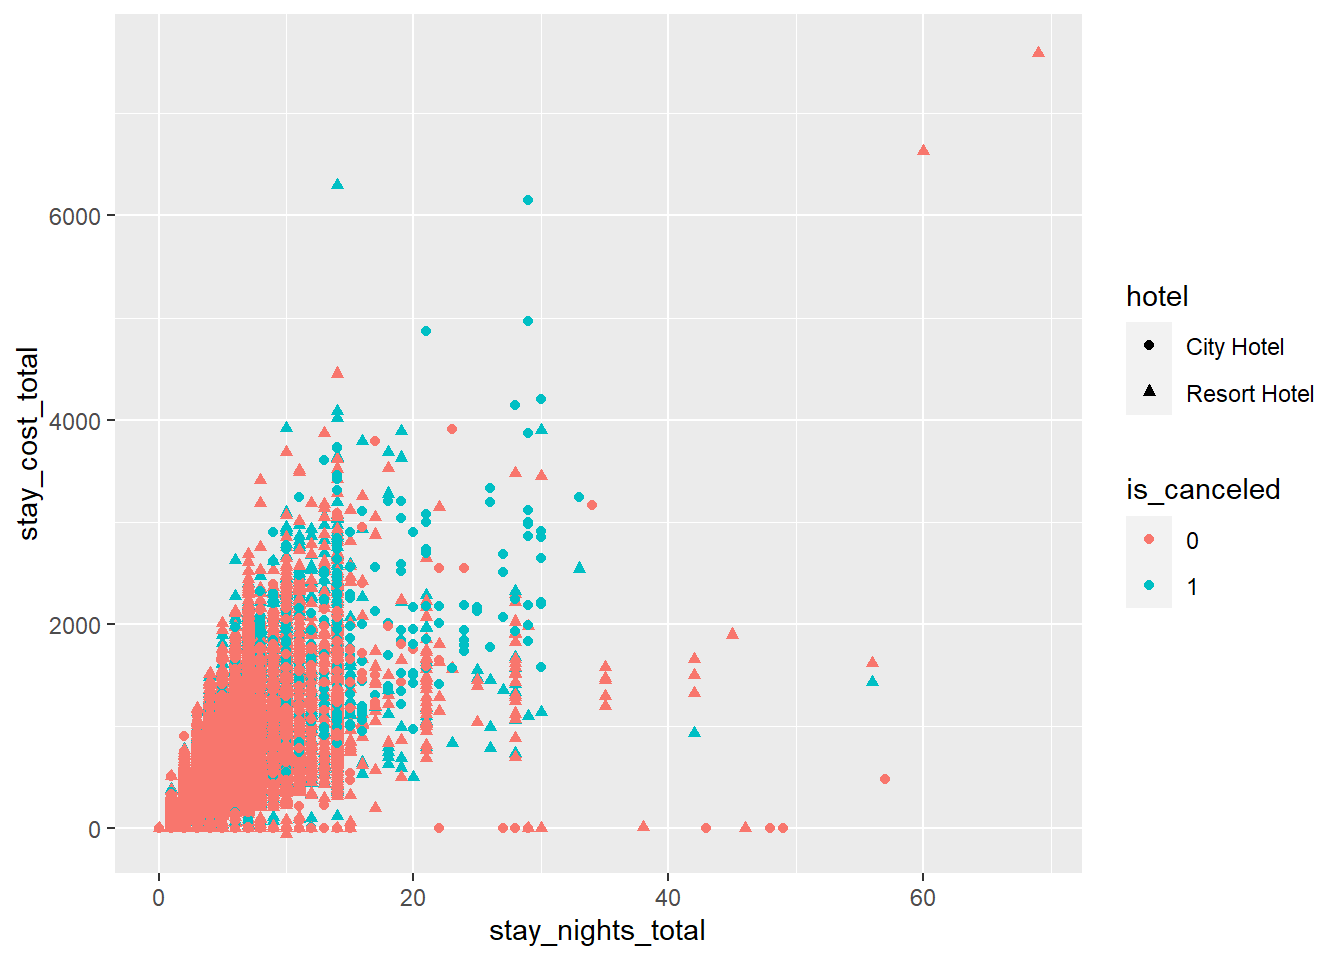 6000
4000
2000
0
0
20
40
60
stay_nights_total
stay_cost_total
hotel
City Hotel
Resort Hotel
is_canceled
0
1